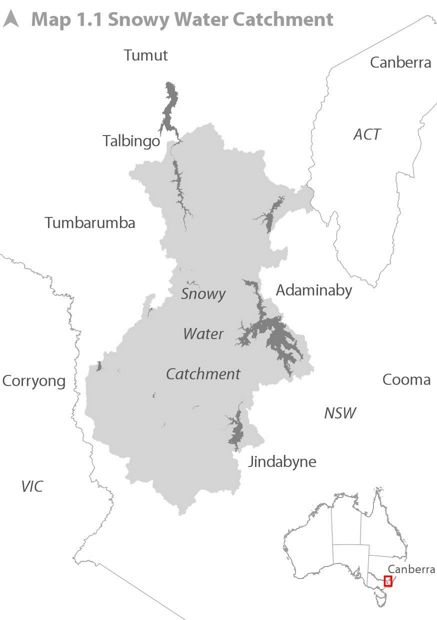 Map 1.1 Snowy Water Catchment
Tumut
Canberra
ACT
Talbingo
Tumbarumba
Snowy
Adaminaby
Water
Catchment
Corryong
Cooma
NSW
Jindabyne
VIC
Canberra